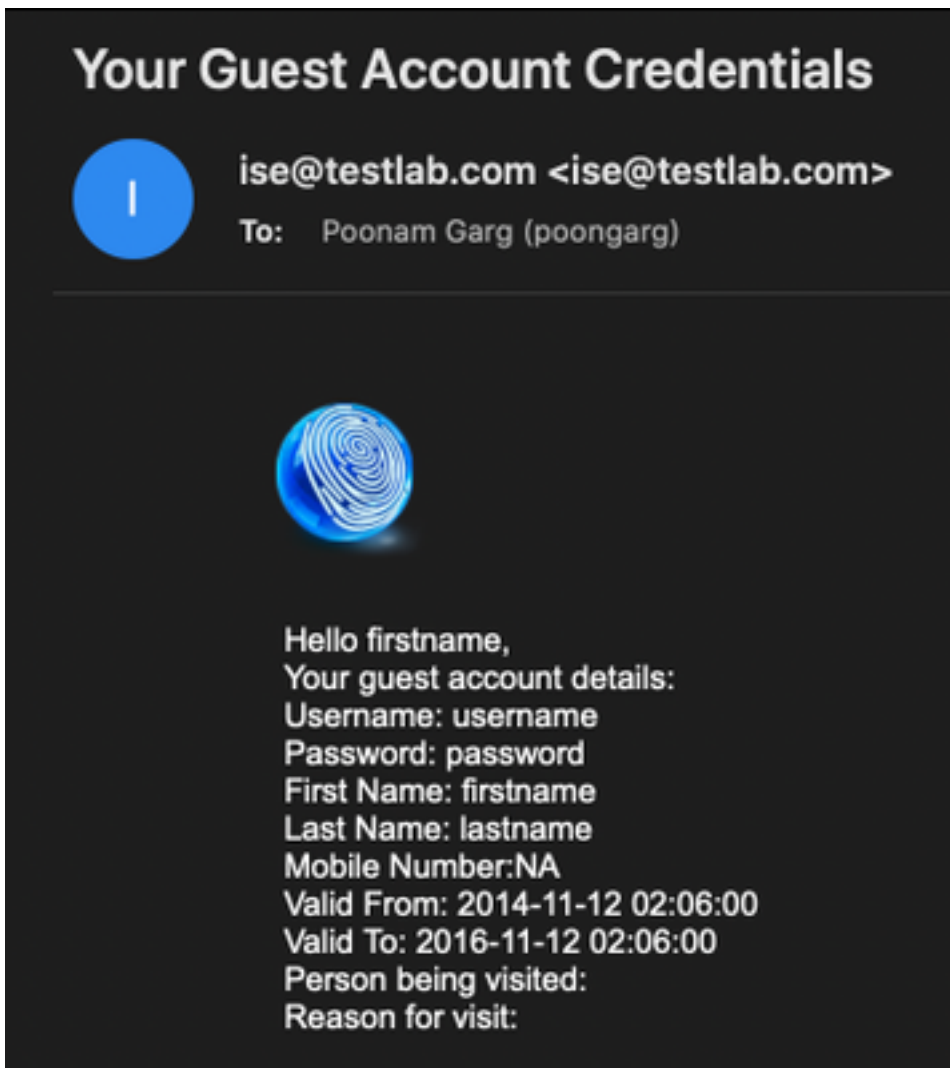 Your Guest Account Credentials
I
ise@testlab.com <ise@testlab.com>
To: Poonam Garg (poongarg)
Hello firstname,
Your guest account details:
Username: username
Password: password
First Name: firstname
Last Name: lastname
Mobile Number:NA
Valid From: 2014-11-12 02:06:00
Valid To: 2016-11-12 02:06:00
Person being visited:
Reason for visit: